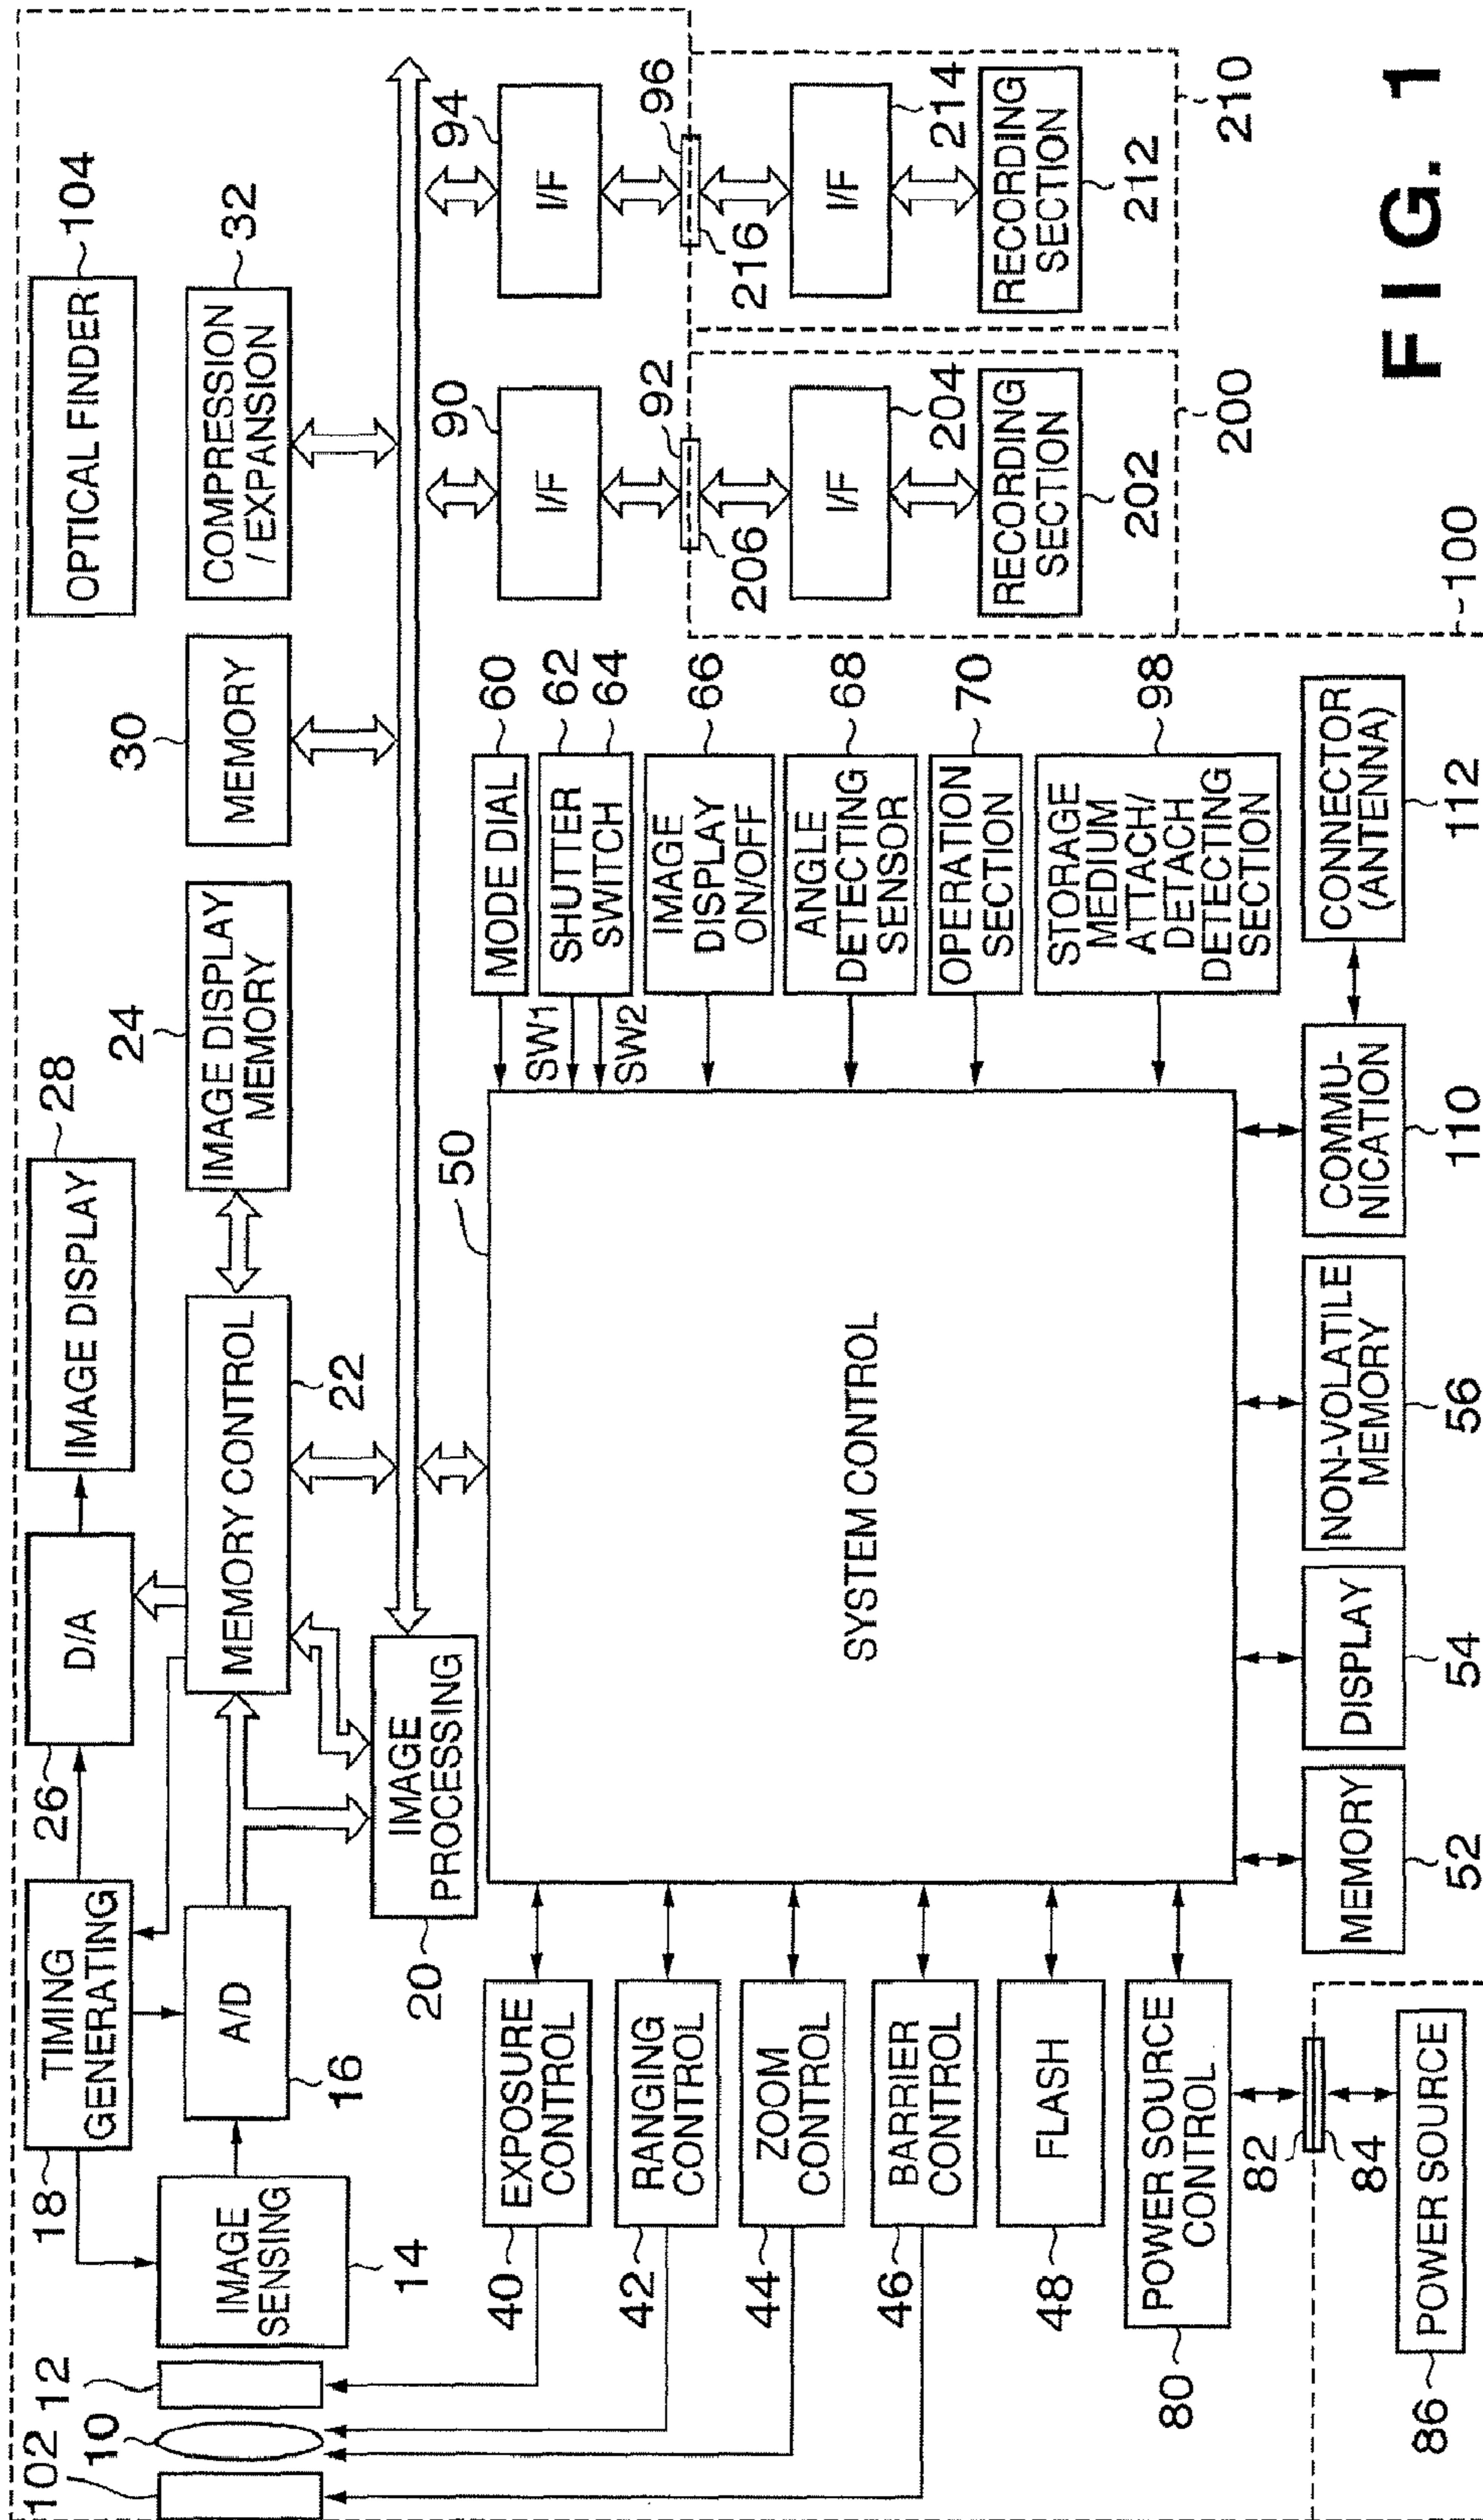 FIG. 1
102
10
12
18
TIMING
GENERATING
26
D/A
28
IMAGE DISPLAY
OPTICAL FINDER
104
IMAGE
SENSING
14
A/D
16
MEMORY CONTROL
22
24
IMAGE DISPLAY
MEMORY
30
MEMORY
COMPRESSION
/ EXPANSION
32
20
IMAGE
PROCESSING
40
EXPOSURE
CONTROL
42
RANGING
CONTROL
44
ZOOM
CONTROL
46
BARRIER
CONTROL
48
FLASH
80
POWER SOURCE
CONTROL
82
84
86
POWER SOURCE
50
SYSTEM CONTROL
SW1
SW2
MODE DIAL
60
SHUTTER
SWITCH
62
64
IMAGE
DISPLAY
ON/OFF
66
ANGLE
DETECTING
SENSOR
68
OPERATION
SECTION
70
STORAGE
MEDIUM
ATTACH/
DETACH
DETECTING
SECTION
98
90
I/F
94
I/F
92
206
96
216
I/F
204
I/F
214
RECORDING
SECTION
202
RECORDING
SECTION
212
200
210
MEMORY
52
DISPLAY
54
NON-VOLATILE
MEMORY
56
COMMU-
NICATION
110
CONNECTOR
(ANTENNA)
112
100